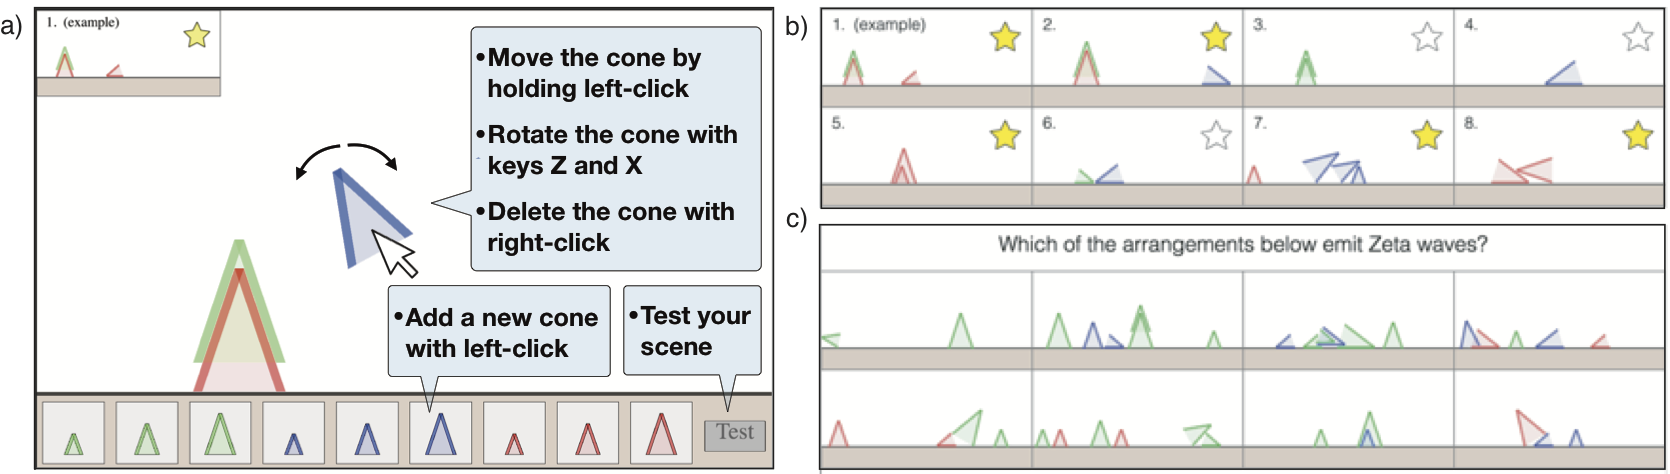 a)
1. (example)
•Move the cone by
holding left-click
•Rotate the cone with
keys Z and X
•Delete the cone with
right-click
•Add a new cone
with left-click
•Test your
scene
Test
b)
1. (example)
2.
3.
4.
5.
6.
7.
8.
c)
Which of the arrangements below emit Zeta waves?